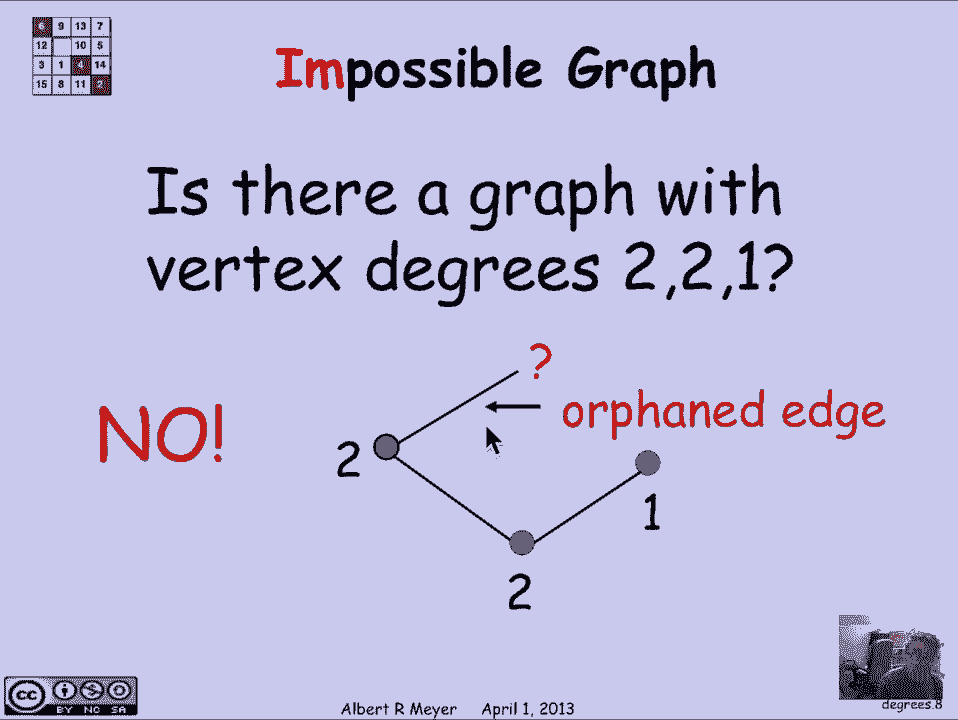 6 9 13 7
12 10 5
3 1 4 14
15 8 11 2
Impossible Graph
Is there a graph with
vertex degrees 2,2,1?
?
orphaned edge
NO!
2
1
2
cc
BY NC SA
Albert R Meyer April 1, 2013
degrees.8